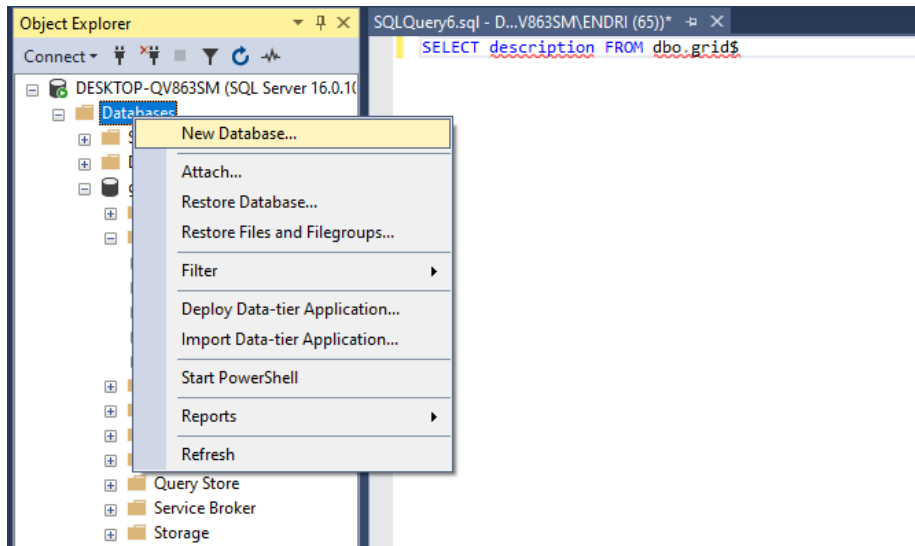 Object Explorer
SQLQuery6.sql - D...V863SM\ENDRI (65))*
Connect
SELECT description FROM dbo.grid$
DESKTOP-QV863SM (SQL Server 16.0.10
Databases
New Database...
Attach...
Restore Database...
Restore Files and Filegroups...
Filter
Deploy Data-tier Application...
Import Data-tier Application...
Start PowerShell
Reports
Refresh
Query Store
Service Broker
Storage